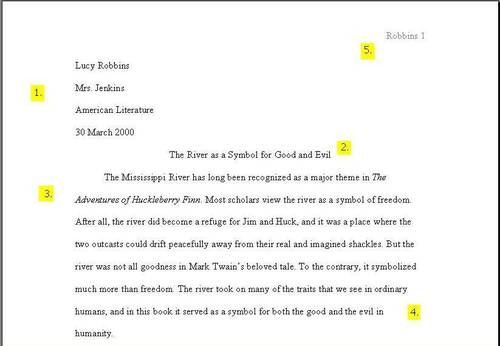 Robbins 1
5.
Lucy Robbins
1.
Mrs. Jenkins
American Literature
30 March 2000
The River as a Symbol for Good and Evil
2.
The Mississippi River has long been recognized as a major theme in The
3.
Adventures of Huckleberry Finn. Most scholars view the river as a symbol of freedom.
After all, the river did become a refuge for Jim and Huck, and it was a place where the
two outcasts could drift peacefully away from their real and imagined shackles. But the
river was not all goodness in Mark Twain's beloved tale. To the contrary, it symbolized
much more than freedom. The river took on many of the traits that we see in ordinary
humans, and in this book it served as a symbol for both the good and the evil in
4.
humanity.